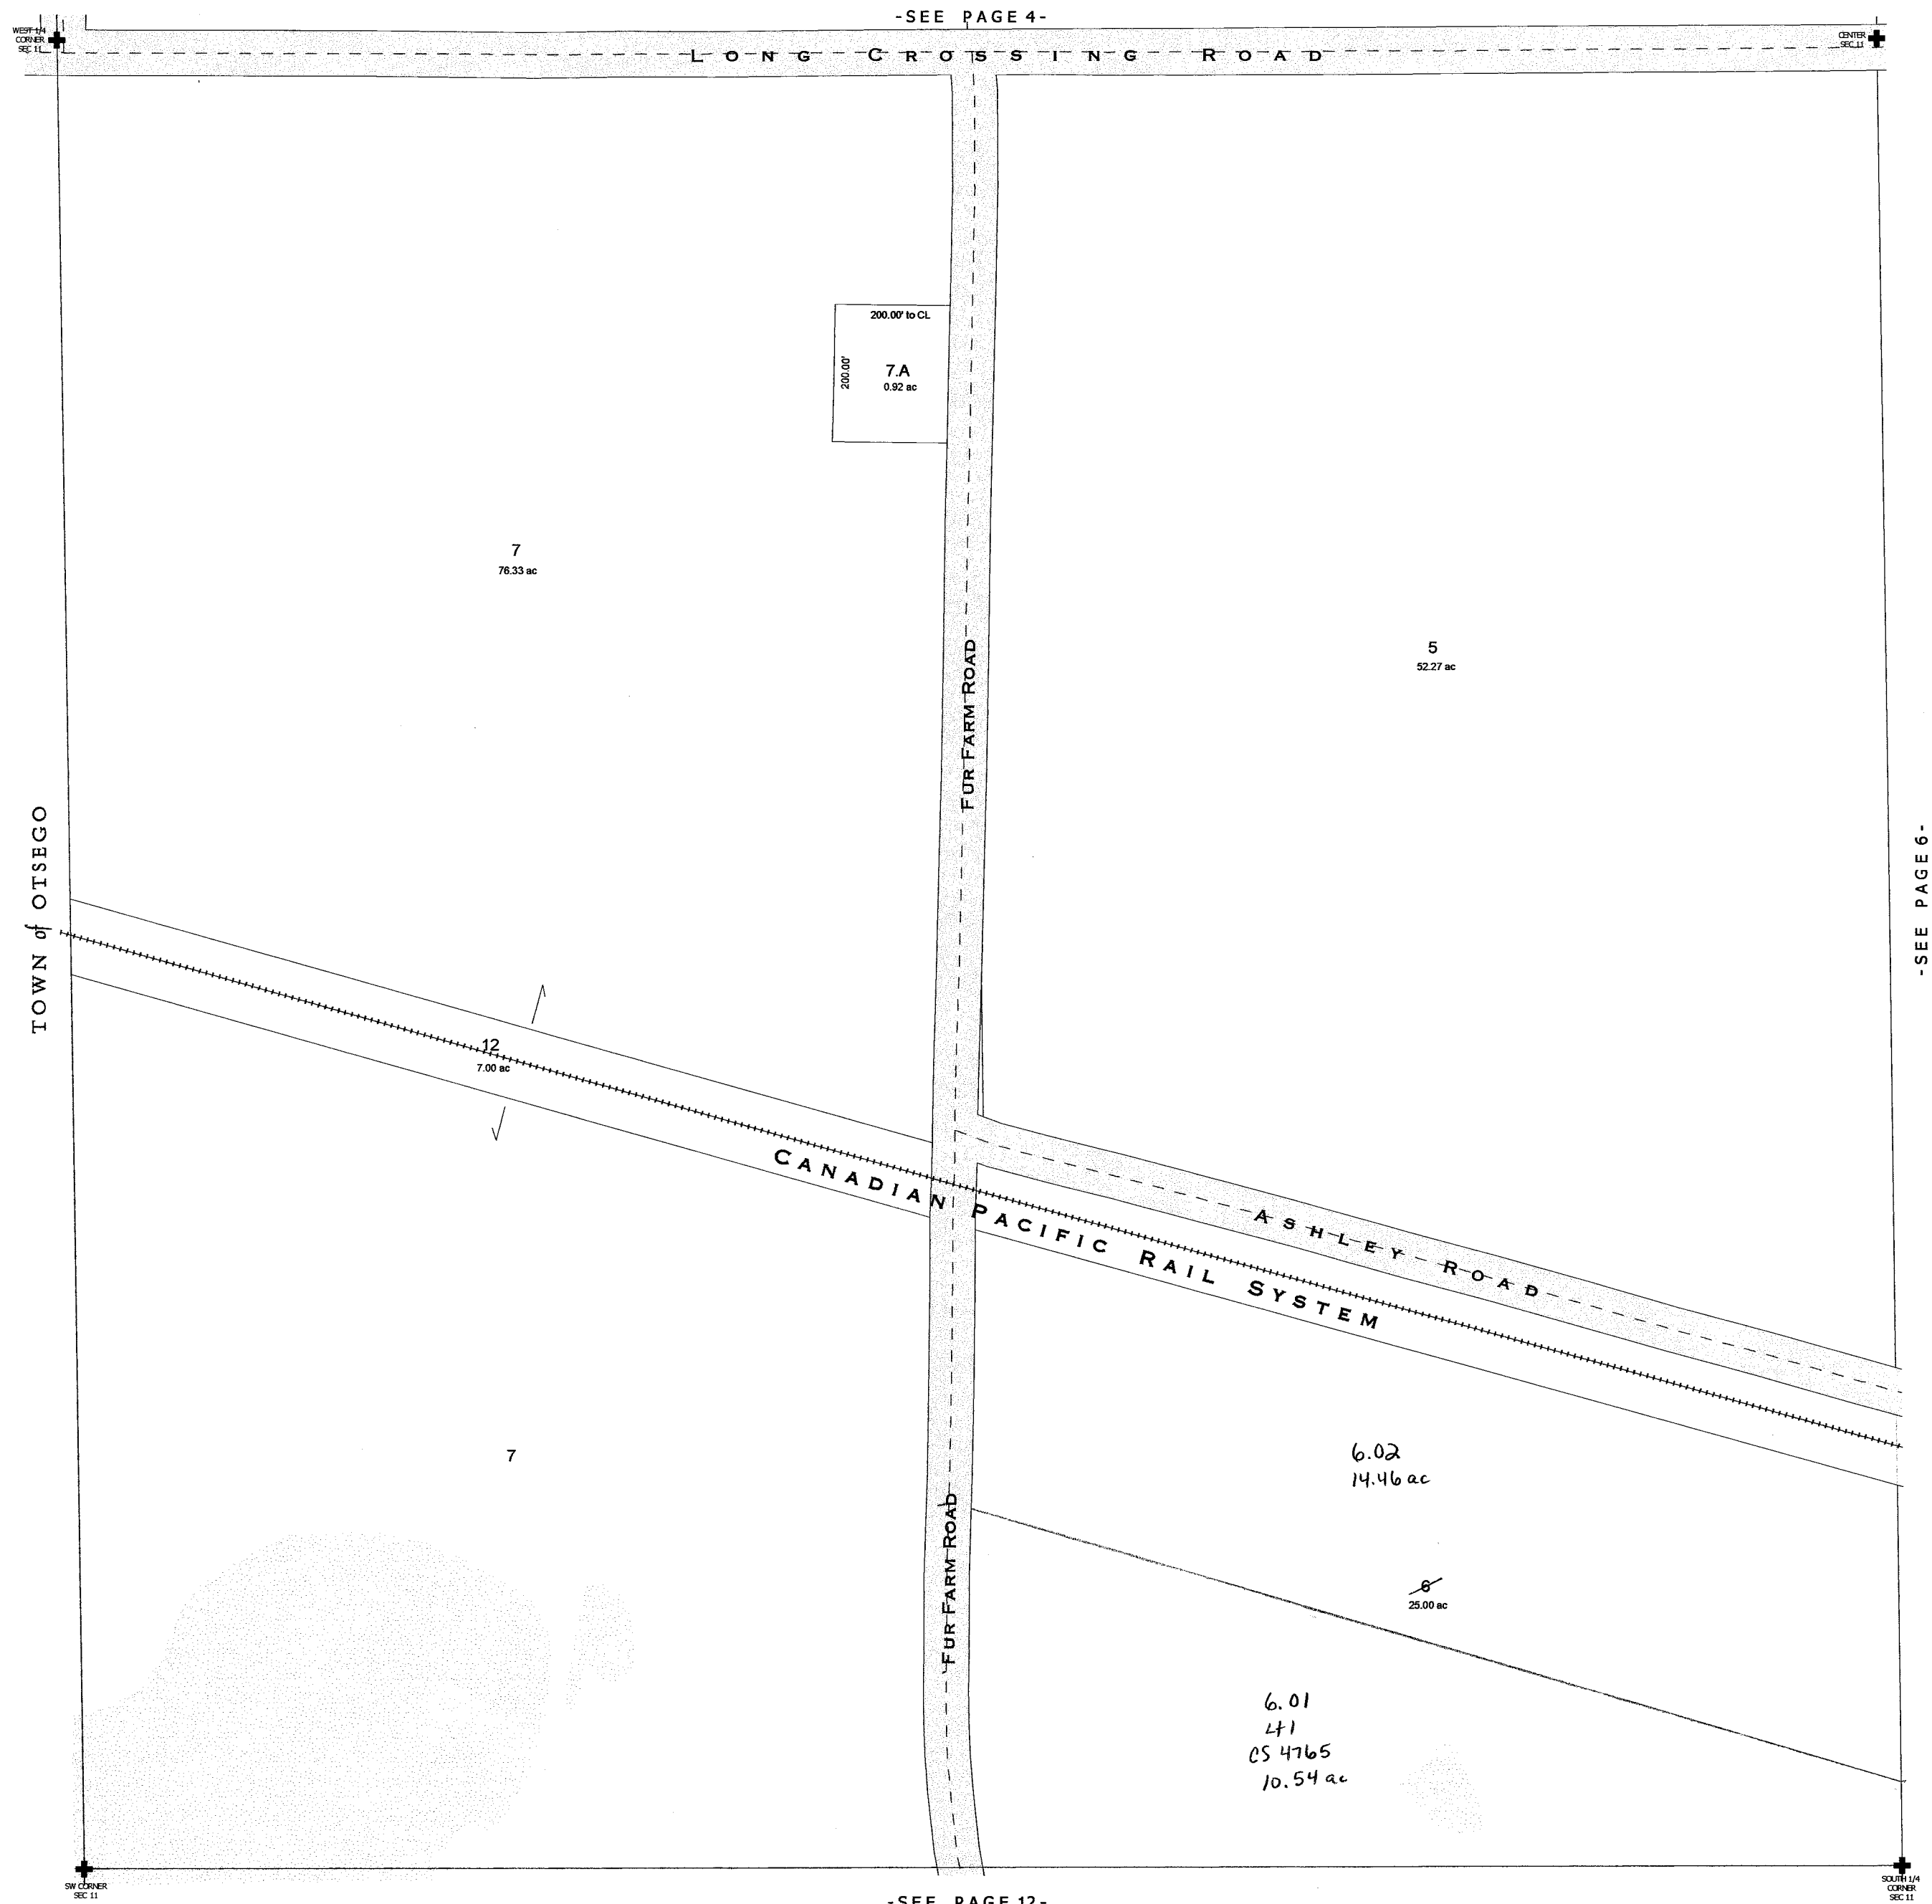 -SEE PAGE 4-
WEST 1/4
CORNER
SEC 11
CENTER
SEC 11
LONG CROSSING ROAD
200.00' to CL
200.00'
7.A
0.92 ac
7
76.33 ac
5
52.27 ac
FUR FARM ROAD
TOWN of OTSEGO
-SEE PAGE 6-
12
7.00 ac
CANADIAN PACIFIC RAIL SYSTEM
ASHLEY ROAD
7
6.02
14.46 ac
FUR FARM ROAD
6
25.00 ac
6.01
L+1
CS 4765
10.54 ac
SW CORNER
SEC 11
SOUTH 1/4
CORNER
SEC 11
-SEE PAGE 12-